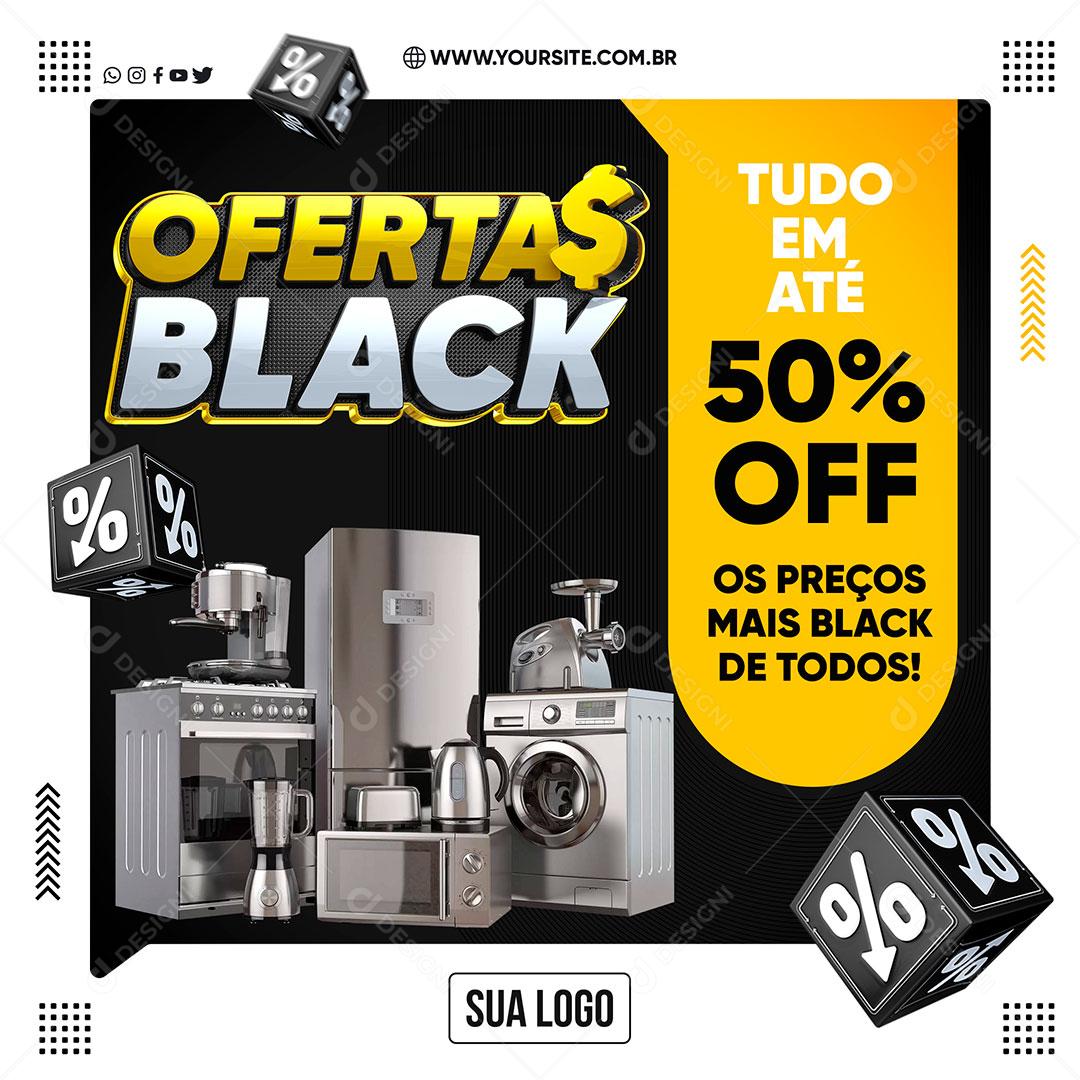 WWW.YOURSITE.COM.BR
OFERTA$
BLACK
TUDO
EM
ATÉ
50%
OFF
OS PREÇOS
MAIS BLACK
DE TODOS!
%
%
%
%
%
%
%
%
SUA LOGO
DESIGNI